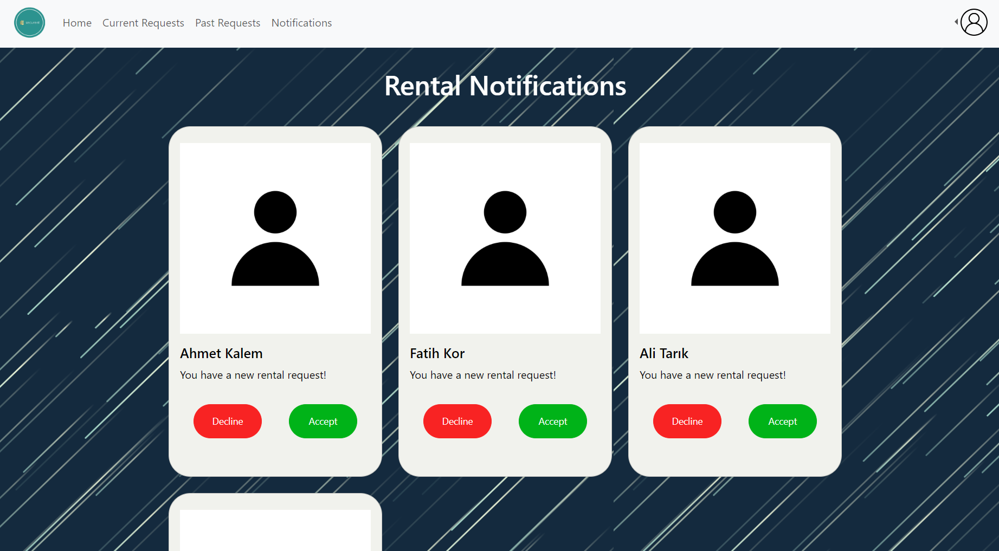 securent
Home Current Requests Past Requests Notifications
Rental Notifications
Ahmet Kalem
You have a new rental request!
Decline Accept
Fatih Kor
You have a new rental request!
Decline Accept
Ali Tarık
You have a new rental request!
Decline Accept